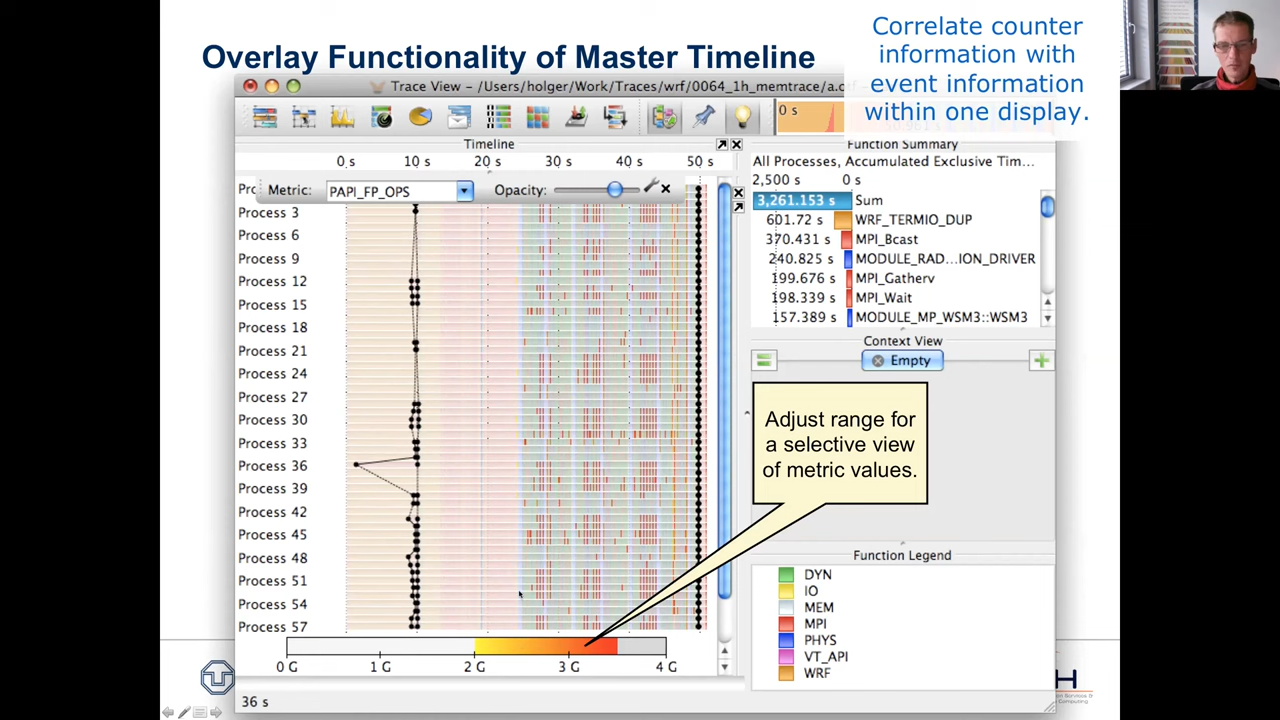 Correlate counter
information with
event information
within one display.
Overlay Functionality of Master Timeline
Trace View - /Users/holger/Work/Traces/wrf/0064_1h_memtrace/a.
0 s
Timeline
0 s 10 s 20 s 30 s 40 s 50 s
Metric: PAPI_FP_OPS Opacity:
Process 3
Process 6
Process 9
Process 12
Process 15
Process 18
Process 21
Process 24
Process 27
Process 30
Process 33
Process 36
Process 39
Process 42
Process 45
Process 48
Process 51
Process 54
Process 57
0 G 1 G 2 G 3 G 4 G
36 s
Function Summary
All Processes, Accumulated Exclusive Tim...
2,500 s 0 s
3,261.153 s Sum
601.72 s WRF_TERMIO_DUP
370.431 s MPI_Bcast
240.825 s MODULE_RAD...ION_DRIVER
199.676 s MPI_Gatherv
198.339 s MPI_Wait
157.389 s MODULE_MP_WSM3::WSM3
Context View
Empty
Adjust range for
a selective view
of metric values.
Function Legend
DYN
IO
MEM
MPI
PHYS
VT_API
WRF
H